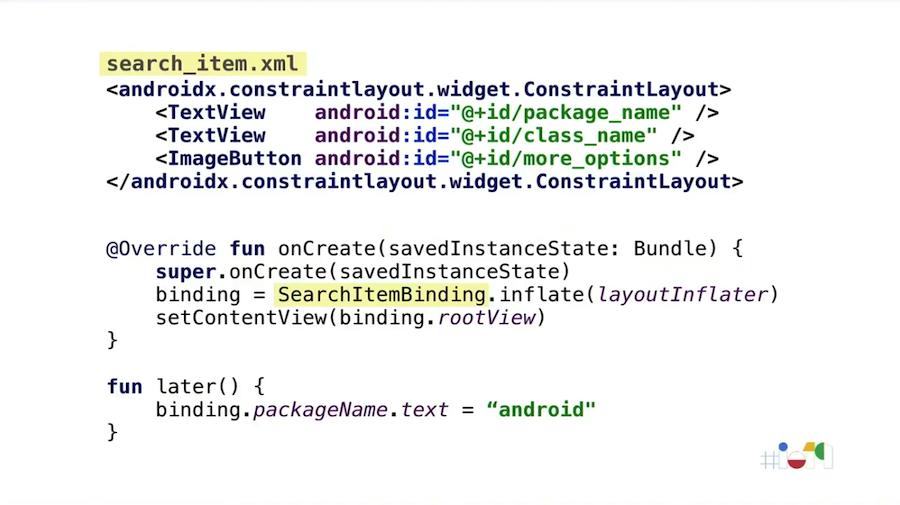 search_item.xml
<androidx.constraintlayout.widget.ConstraintLayout>
    <TextView    android:id="@+id/package_name" />
    <TextView    android:id="@+id/class_name" />
    <ImageButton android:id="@+id/more_options" />
</androidx.constraintlayout.widget.ConstraintLayout>
@Override fun onCreate(savedInstanceState: Bundle) {
    super.onCreate(savedInstanceState)
    binding = SearchItemBinding.inflate(layoutInflater)
    setContentView(binding.rootView)
}
fun later() {
    binding.packageName.text = “android"
}
#io19